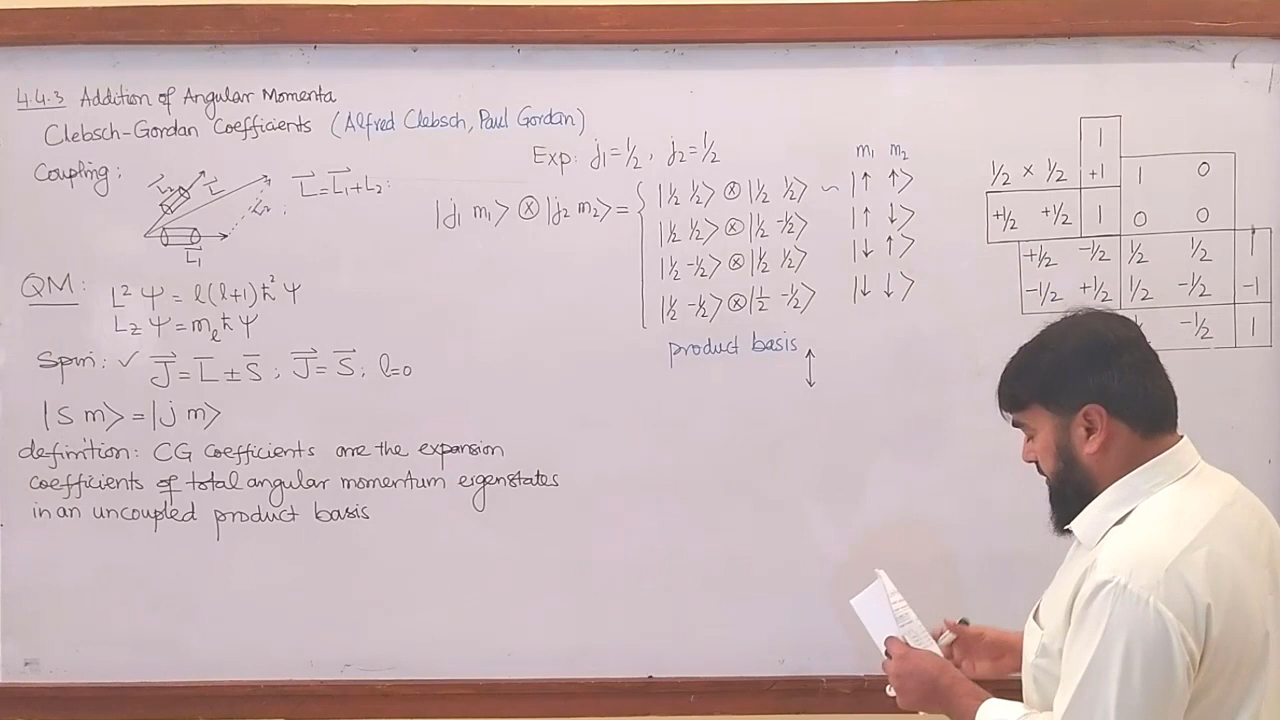 4.4.3 Addition of Angular Momenta
Clebsch-Gordan Coefficients (Alfred Clebsch, Paul Gordan)
Coupling:
L₂ L L⃗=L⃗₁+L⃗₂:
L₂
L⃗₁
QM: L² Ψ = l(l+1)ħ² Ψ
L_Z Ψ = m_l ħ Ψ
Spin: ✓ J⃗ = L⃗ ± S⃗ ; J⃗ = S⃗ ; l=0
|S m⟩ = |j m⟩
definition: CG Coefficients are the expansion
coefficients of total angular momentum eigenstates
in an uncoupled product basis
Exp: j₁=½, j₂=½
|j₁ m₁⟩ ⊗ |j₂ m₂⟩ = {
m₁ m₂
|½ ½⟩ ⊗ |½ ½⟩ ~ |↑ ↑⟩
|½ ½⟩ ⊗ |½ -½⟩ |↑ ↓⟩
|½ -½⟩ ⊗ |½ ½⟩ |↓ ↑⟩
|½ -½⟩ ⊗ |½ -½⟩ |↓ ↓⟩
product basis
↕
1
½ × ½ +1 1 0
+½ +½ 1 0 0
+½ -½ ½ ½ 1
-½ +½ ½ -½ -1
-½ 1